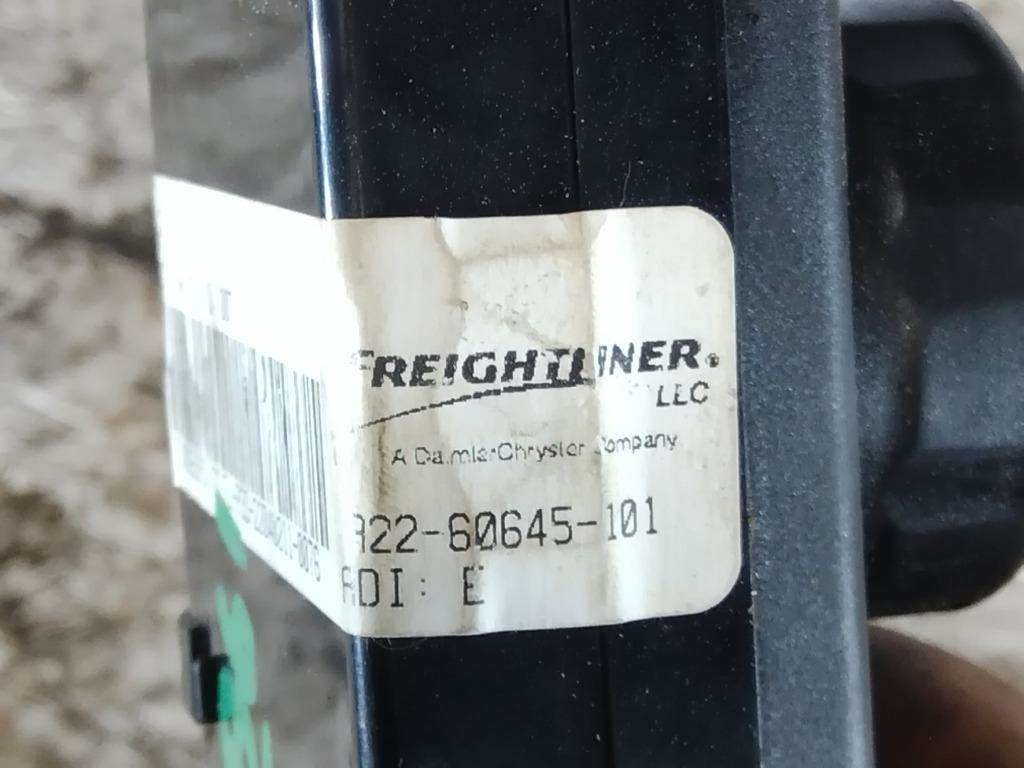 FREIGHTLINER
LLC
A DaimlerChrysler Company
A22-60645-101
ADI: E